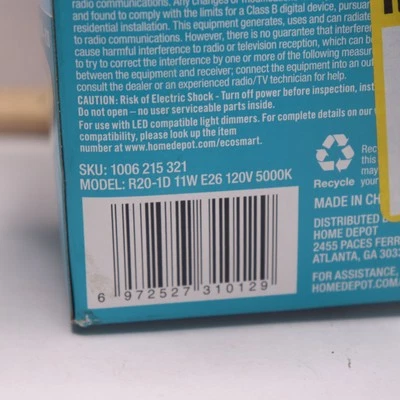 radio communications. Any changes or
and found to comply with the limits for a Class B digital device, pursuan
residential installation. This equipment generates, uses and can radiate
to radio communications. However, there is no guarantee that interferen
cause harmful interference to radio or television reception, which can be
to try to correct the interference by one or more of the following measur
between the equipment and receiver; connect the equipment into an out
consult the dealer or an experienced radio/TV technician for help.
CAUTION: Risk of Electric Shock - Turn off power before inspection, inst
Do not open – no user serviceable parts inside.
For use with LED compatible light dimmers. For complete details on our
compatibility, please look up the item
number at www.homedepot.com/ecosmart.
SKU: 1006 215 321
MODEL: R20-1D 11W E26 120V 5000K
6 972527 310129
Rec
this
may
your
Recycle
MADE IN CH
DISTRIBUTED B
HOME DEPOT
2455 PACES FERR
ATLANTA, GA 303
FOR ASSISTANCE,
HOMEDEPOT.COM